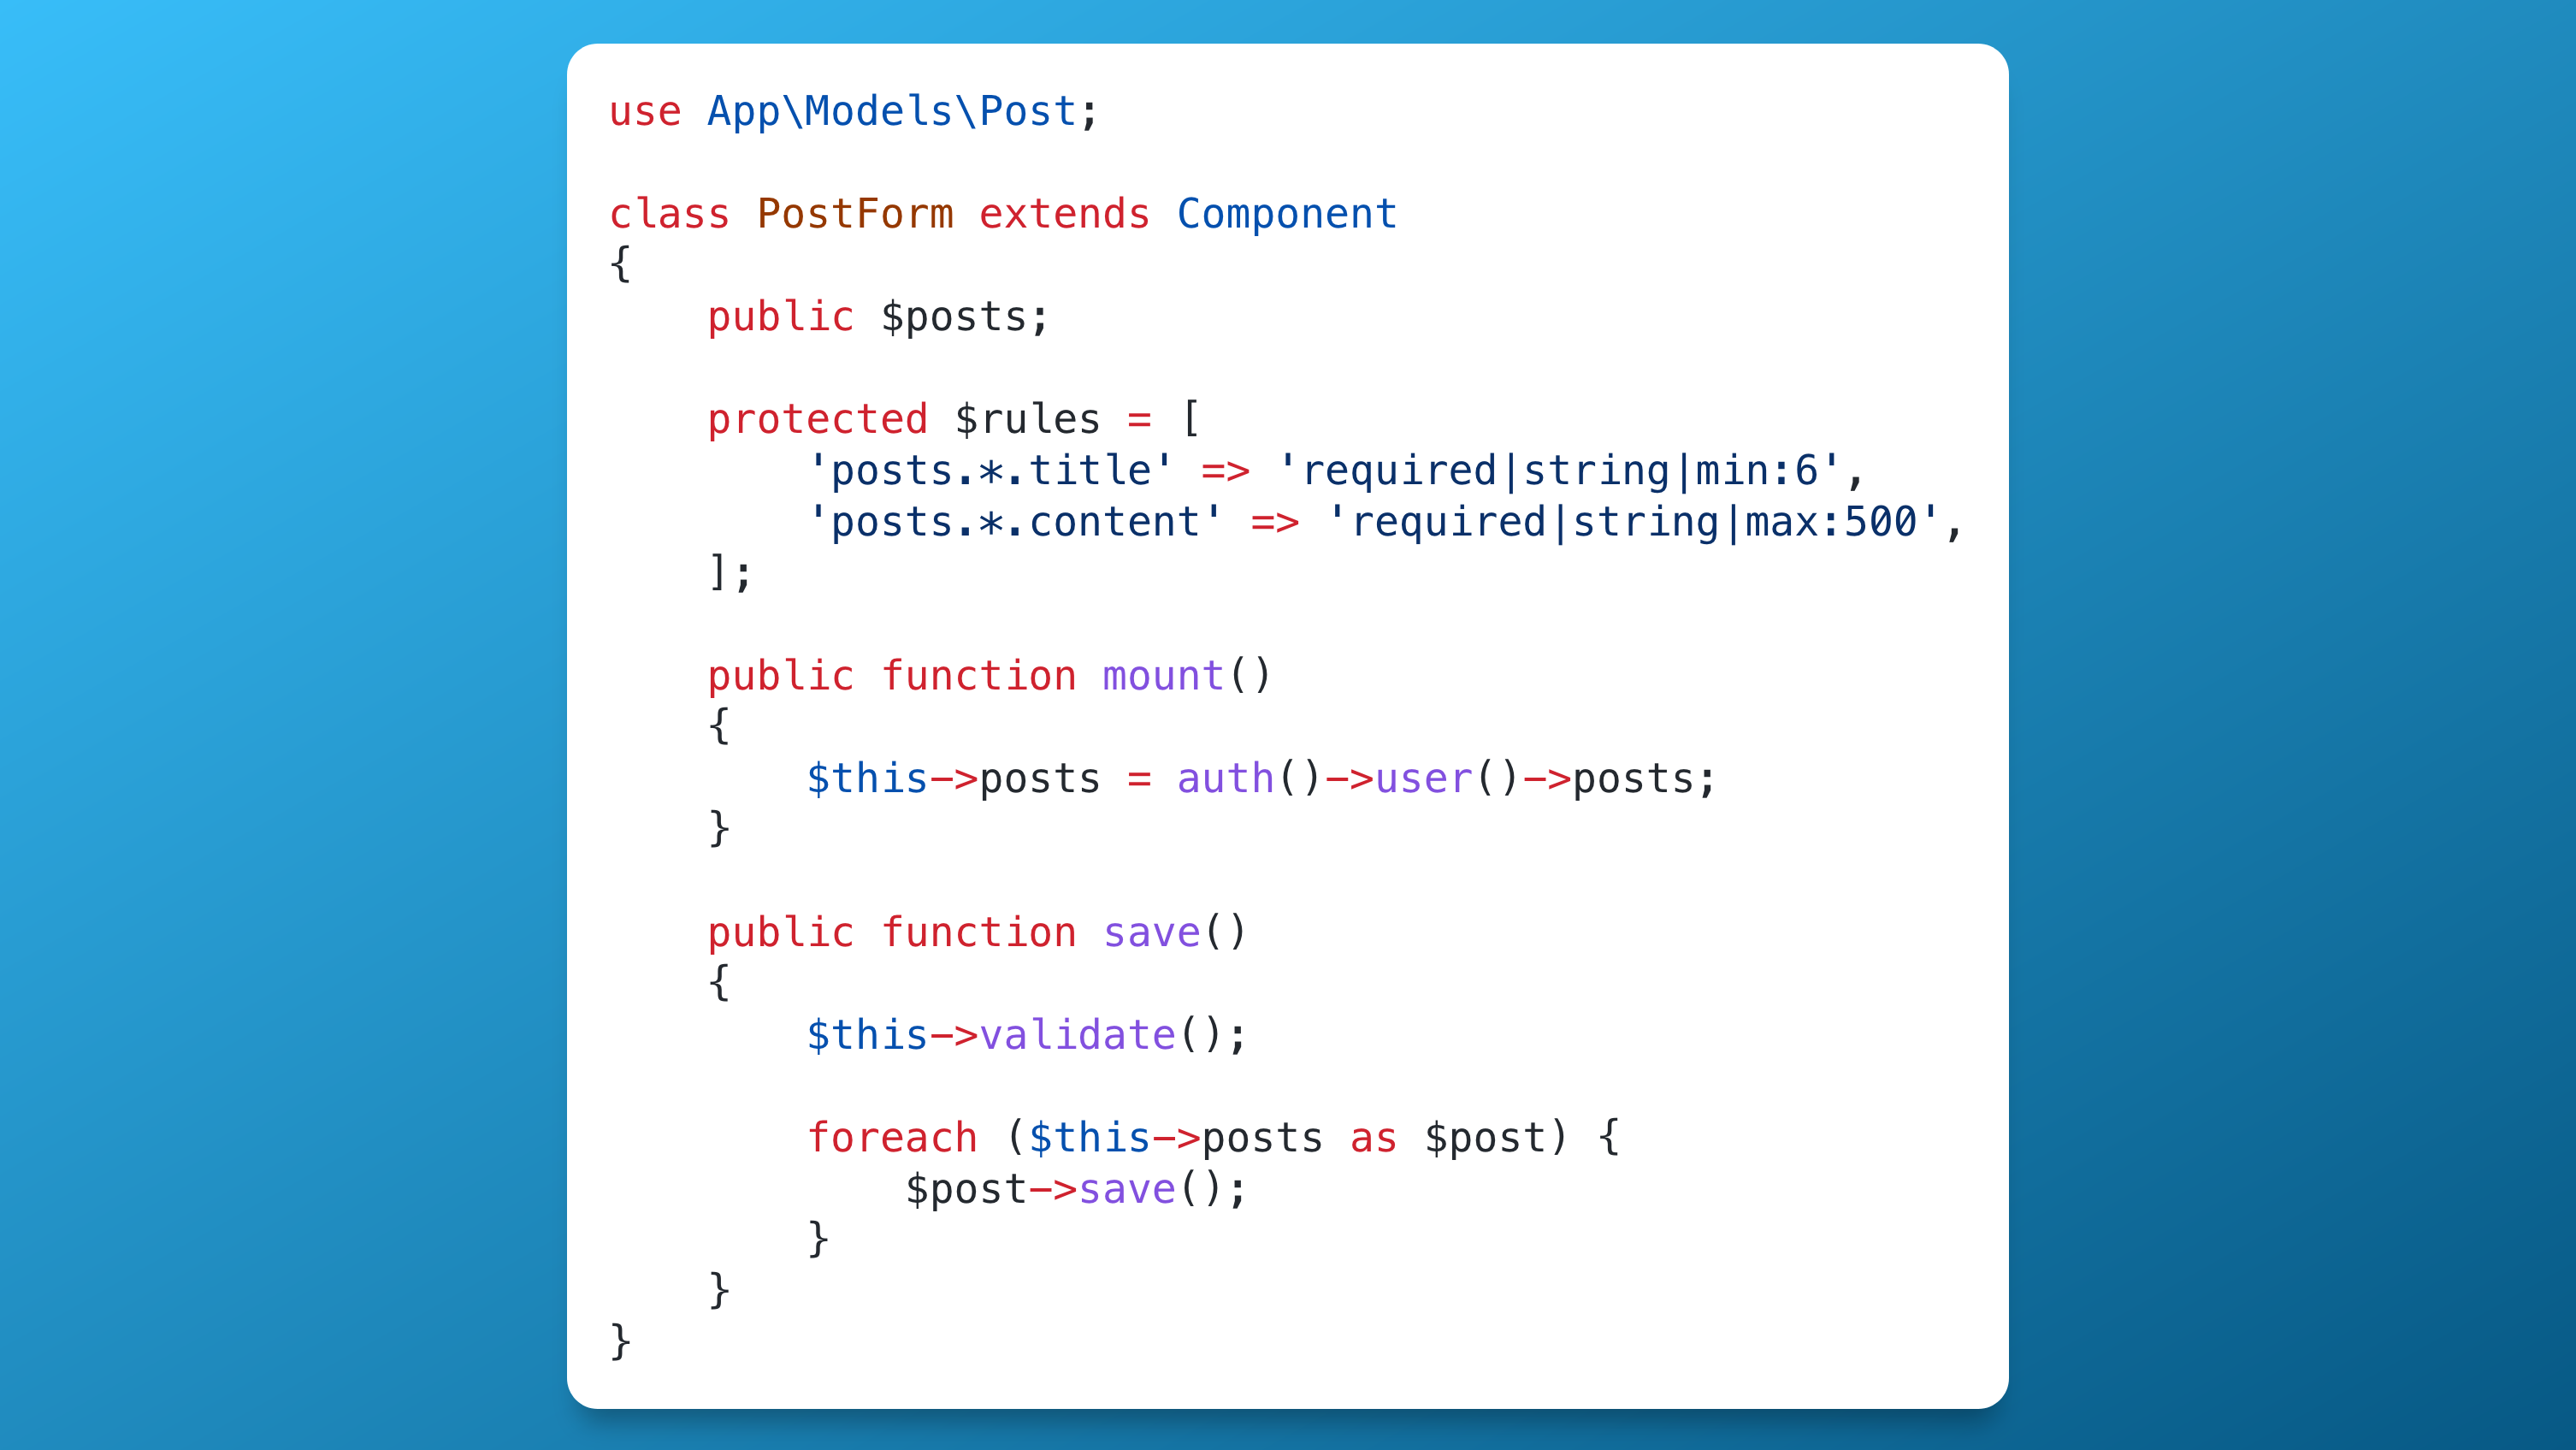 use App\Models\Post;

class PostForm extends Component
{
    public $posts;

    protected $rules = [
        'posts.*.title' => 'required|string|min:6',
        'posts.*.content' => 'required|string|max:500',
    ];

    public function mount()
    {
        $this->posts = auth()->user()->posts;
    }

    public function save()
    {
        $this->validate();

        foreach ($this->posts as $post) {
            $post->save();
        }
    }
}